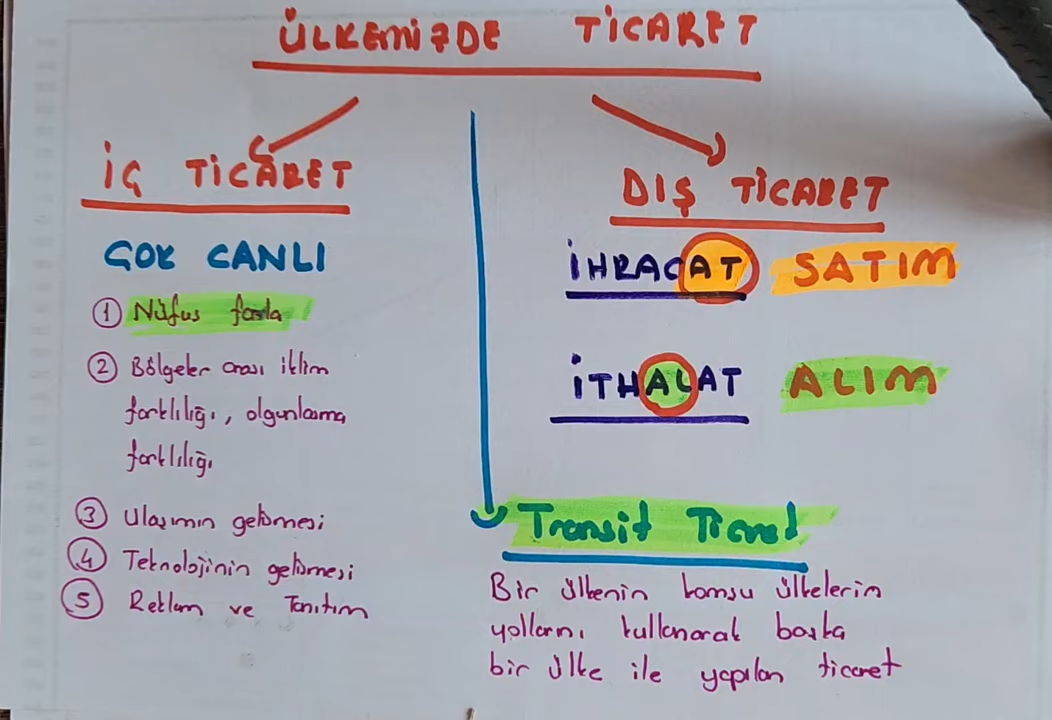 ÜLKEMİZDE TİCARET
İÇ TİCARET
ÇOK CANLI
① Nüfus fazla
② Bölgeler arası iklim
farklılığı, olgunlaşma
farklılığı
③ Ulaşımın gelişmesi
④ Teknolojinin gelişmesi
⑤ Reklam ve Tanıtım
DIŞ TİCARET
İHRACAT SATIM
İTHALAT ALIM
Transit Ticaret
Bir ülkenin komşu ülkelerin
yollarını kullanarak başka
bir ülke ile yapılan ticaret